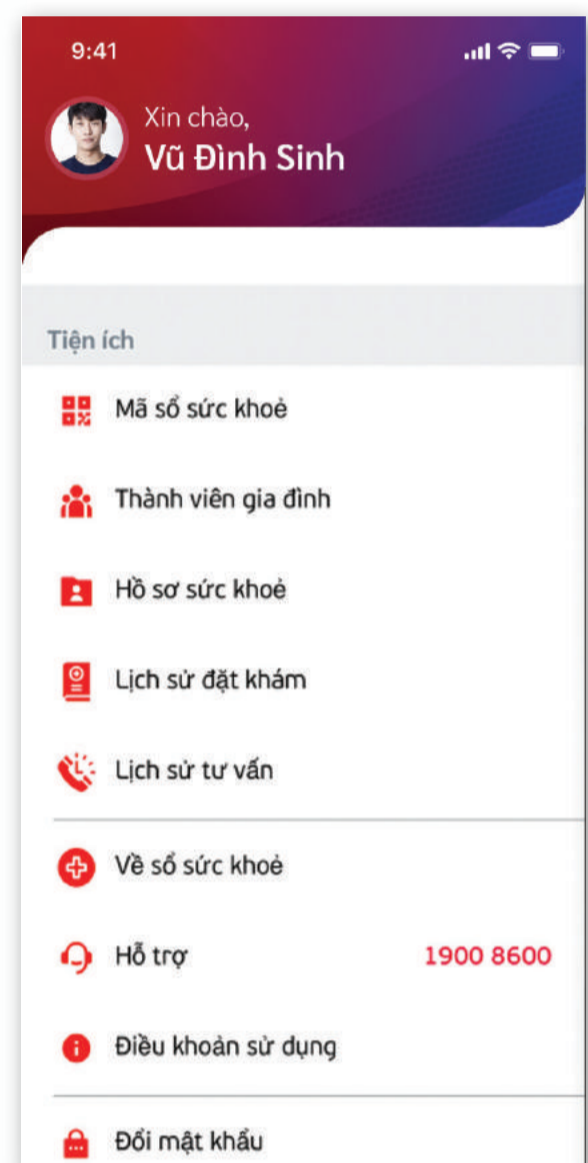 9:41
Xin chào,
Vũ Đình Sinh
Tiện ích
Mã sổ sức khoẻ
Thành viên gia đình
Hồ sơ sức khoẻ
Lịch sử đặt khám
Lịch sử tư vấn
Về sổ sức khoẻ
Hỗ trợ 1900 8600
Điều khoản sử dụng
Đổi mật khẩu